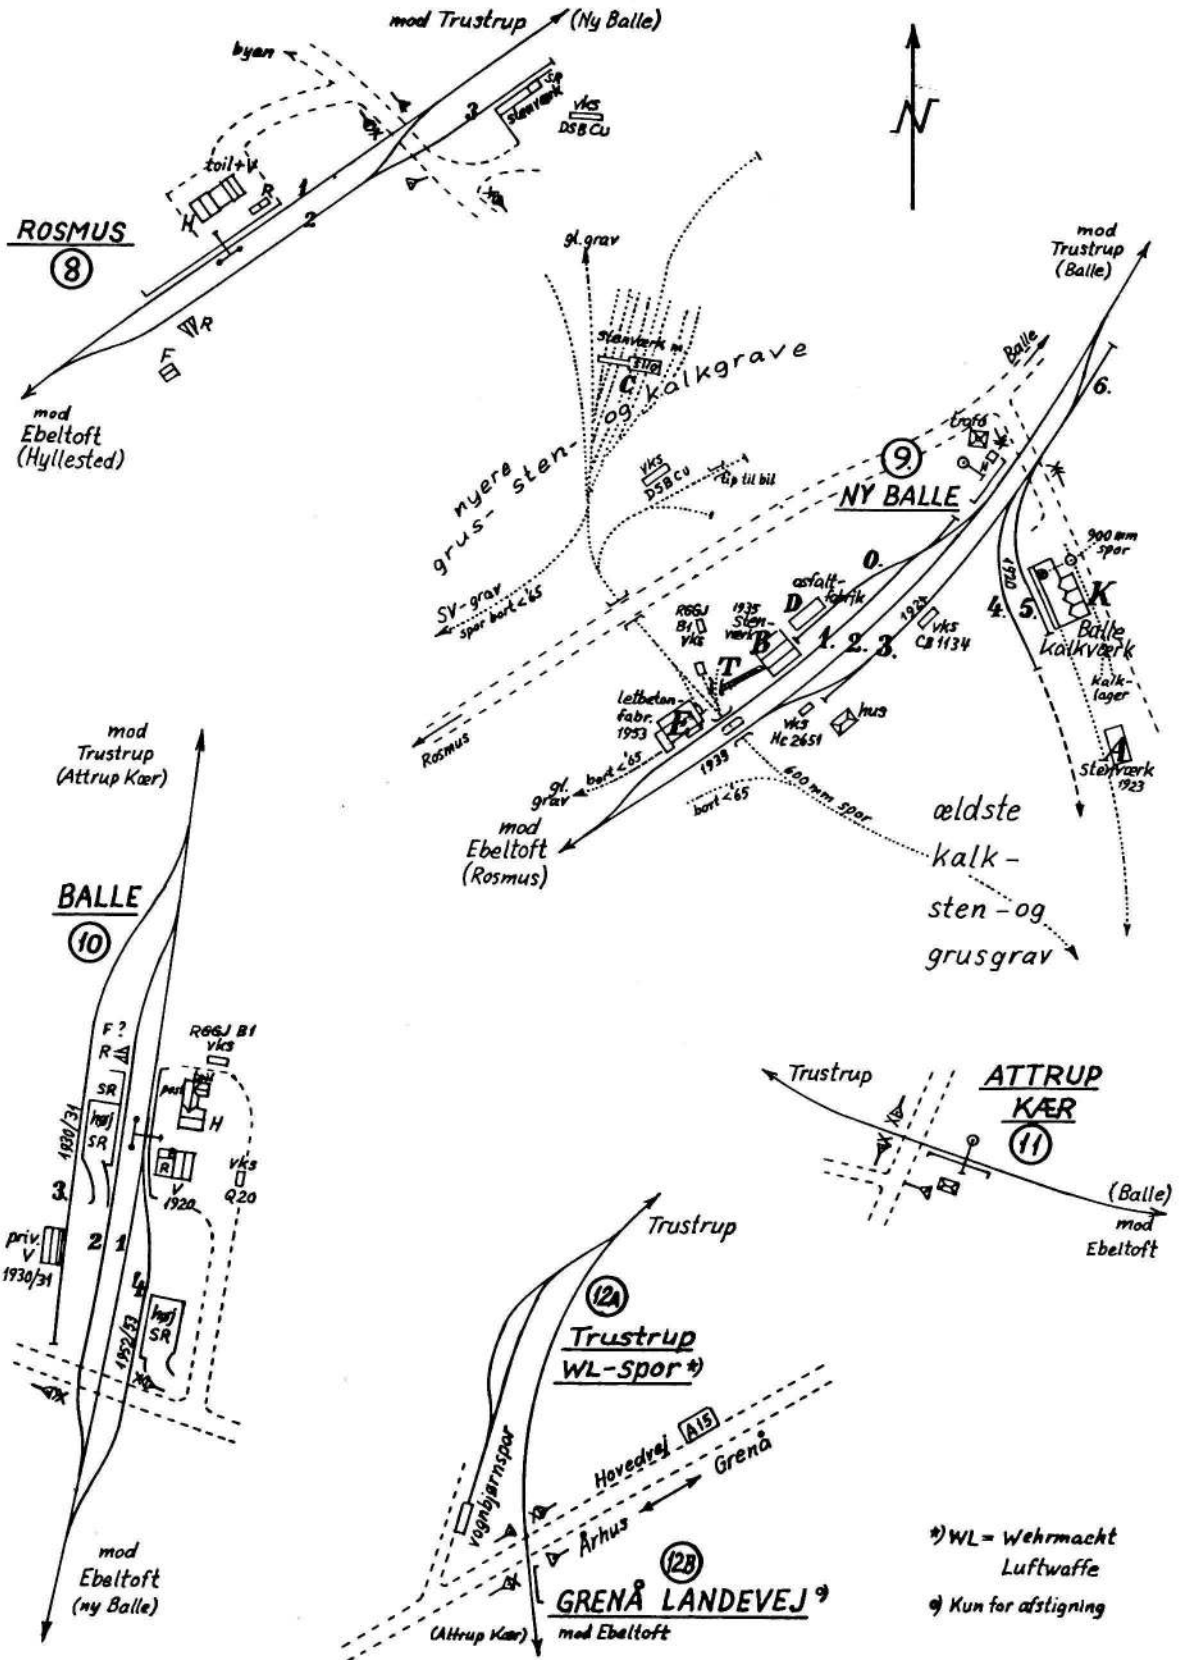 mod Trustrup (Ny Balle)
byen
3
SR
stenværk
vks
DSB CU
toil+V
H
R
1
2
ROSMUS
8
R
F
mod
Ebeltoft
(Hyllested)
N
gl. grav
stenværk m
silo
C
nyere
grus- sten- og kalkgrave
vks
DSB CU
tip til bil
SV-grav
spor bort <'65
mod
Trustrup
(Balle)
Balle
6.
trafo
9.
NY BALLE
0.
asfalt-
fabrik
D
1935
Sten-
værk
B
RGGJ
B1
vks
T
1.
2.
3.
1924
vks
CB 1134
1920
4.
5.
900 mm
spor
K
Balle
kalkværk
kalk-
lager
A
Stenværk
1923
letbeton-
fabr.
1953
E
vks
Hc 2651
hus
Rosmus
1939
bort <'65
gl.
grav
bort <'65
600 mm spor
mod
Ebeltoft
(Rosmus)
ældste
kalk-
sten-og
grusgrav
mod
Trustrup
(Attrup Kær)
BALLE
10
F?
R
RGGJ B1
vks
SR
post
H
høj
SR
1930/31
R
V
1920
vks
Q20
3.
2
1
priv.
V
1930/31
4
høj
SR
1952/53
mod
Ebeltoft
(ny Balle)
Trustrup
ATTRUP
KÆR
11
(Balle)
mod
Ebeltoft
Trustrup
12A
Trustrup
WL-spor *)
vognbjørnspor
Hovedvej A15
Grenå
Århus
12B
GRENÅ LANDEVEJ o)
(Attrup Kær) mod Ebeltoft
*) WL = Wehrmacht
Luftwaffe
o) Kun for afstigning